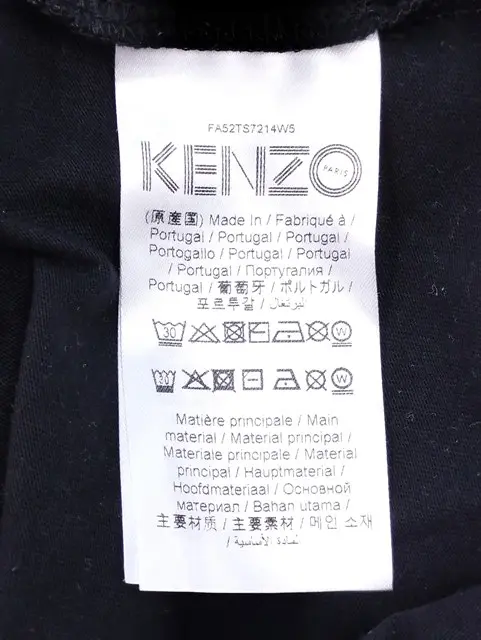 FA52TS7214W5
KENZO
PARIS
(原産国) Made In / Fabriqué à /
Portugal / Portugal / Portugal /
Portogallo / Portugal / Portugal
/ Portugal / Португалия /
Portugal / 葡萄牙 / ポルトガル /
포르투갈 / البرتغال /
30 W
30 W
Matière principale / Main
material / Material principal /
Materiale principale / Material
principal / Hauptmaterial /
Hoofdmateriaal / Основной
материал / Bahan utama /
主要材质 / 主要素材 / 메인 소재
/ المادة الأساسية /